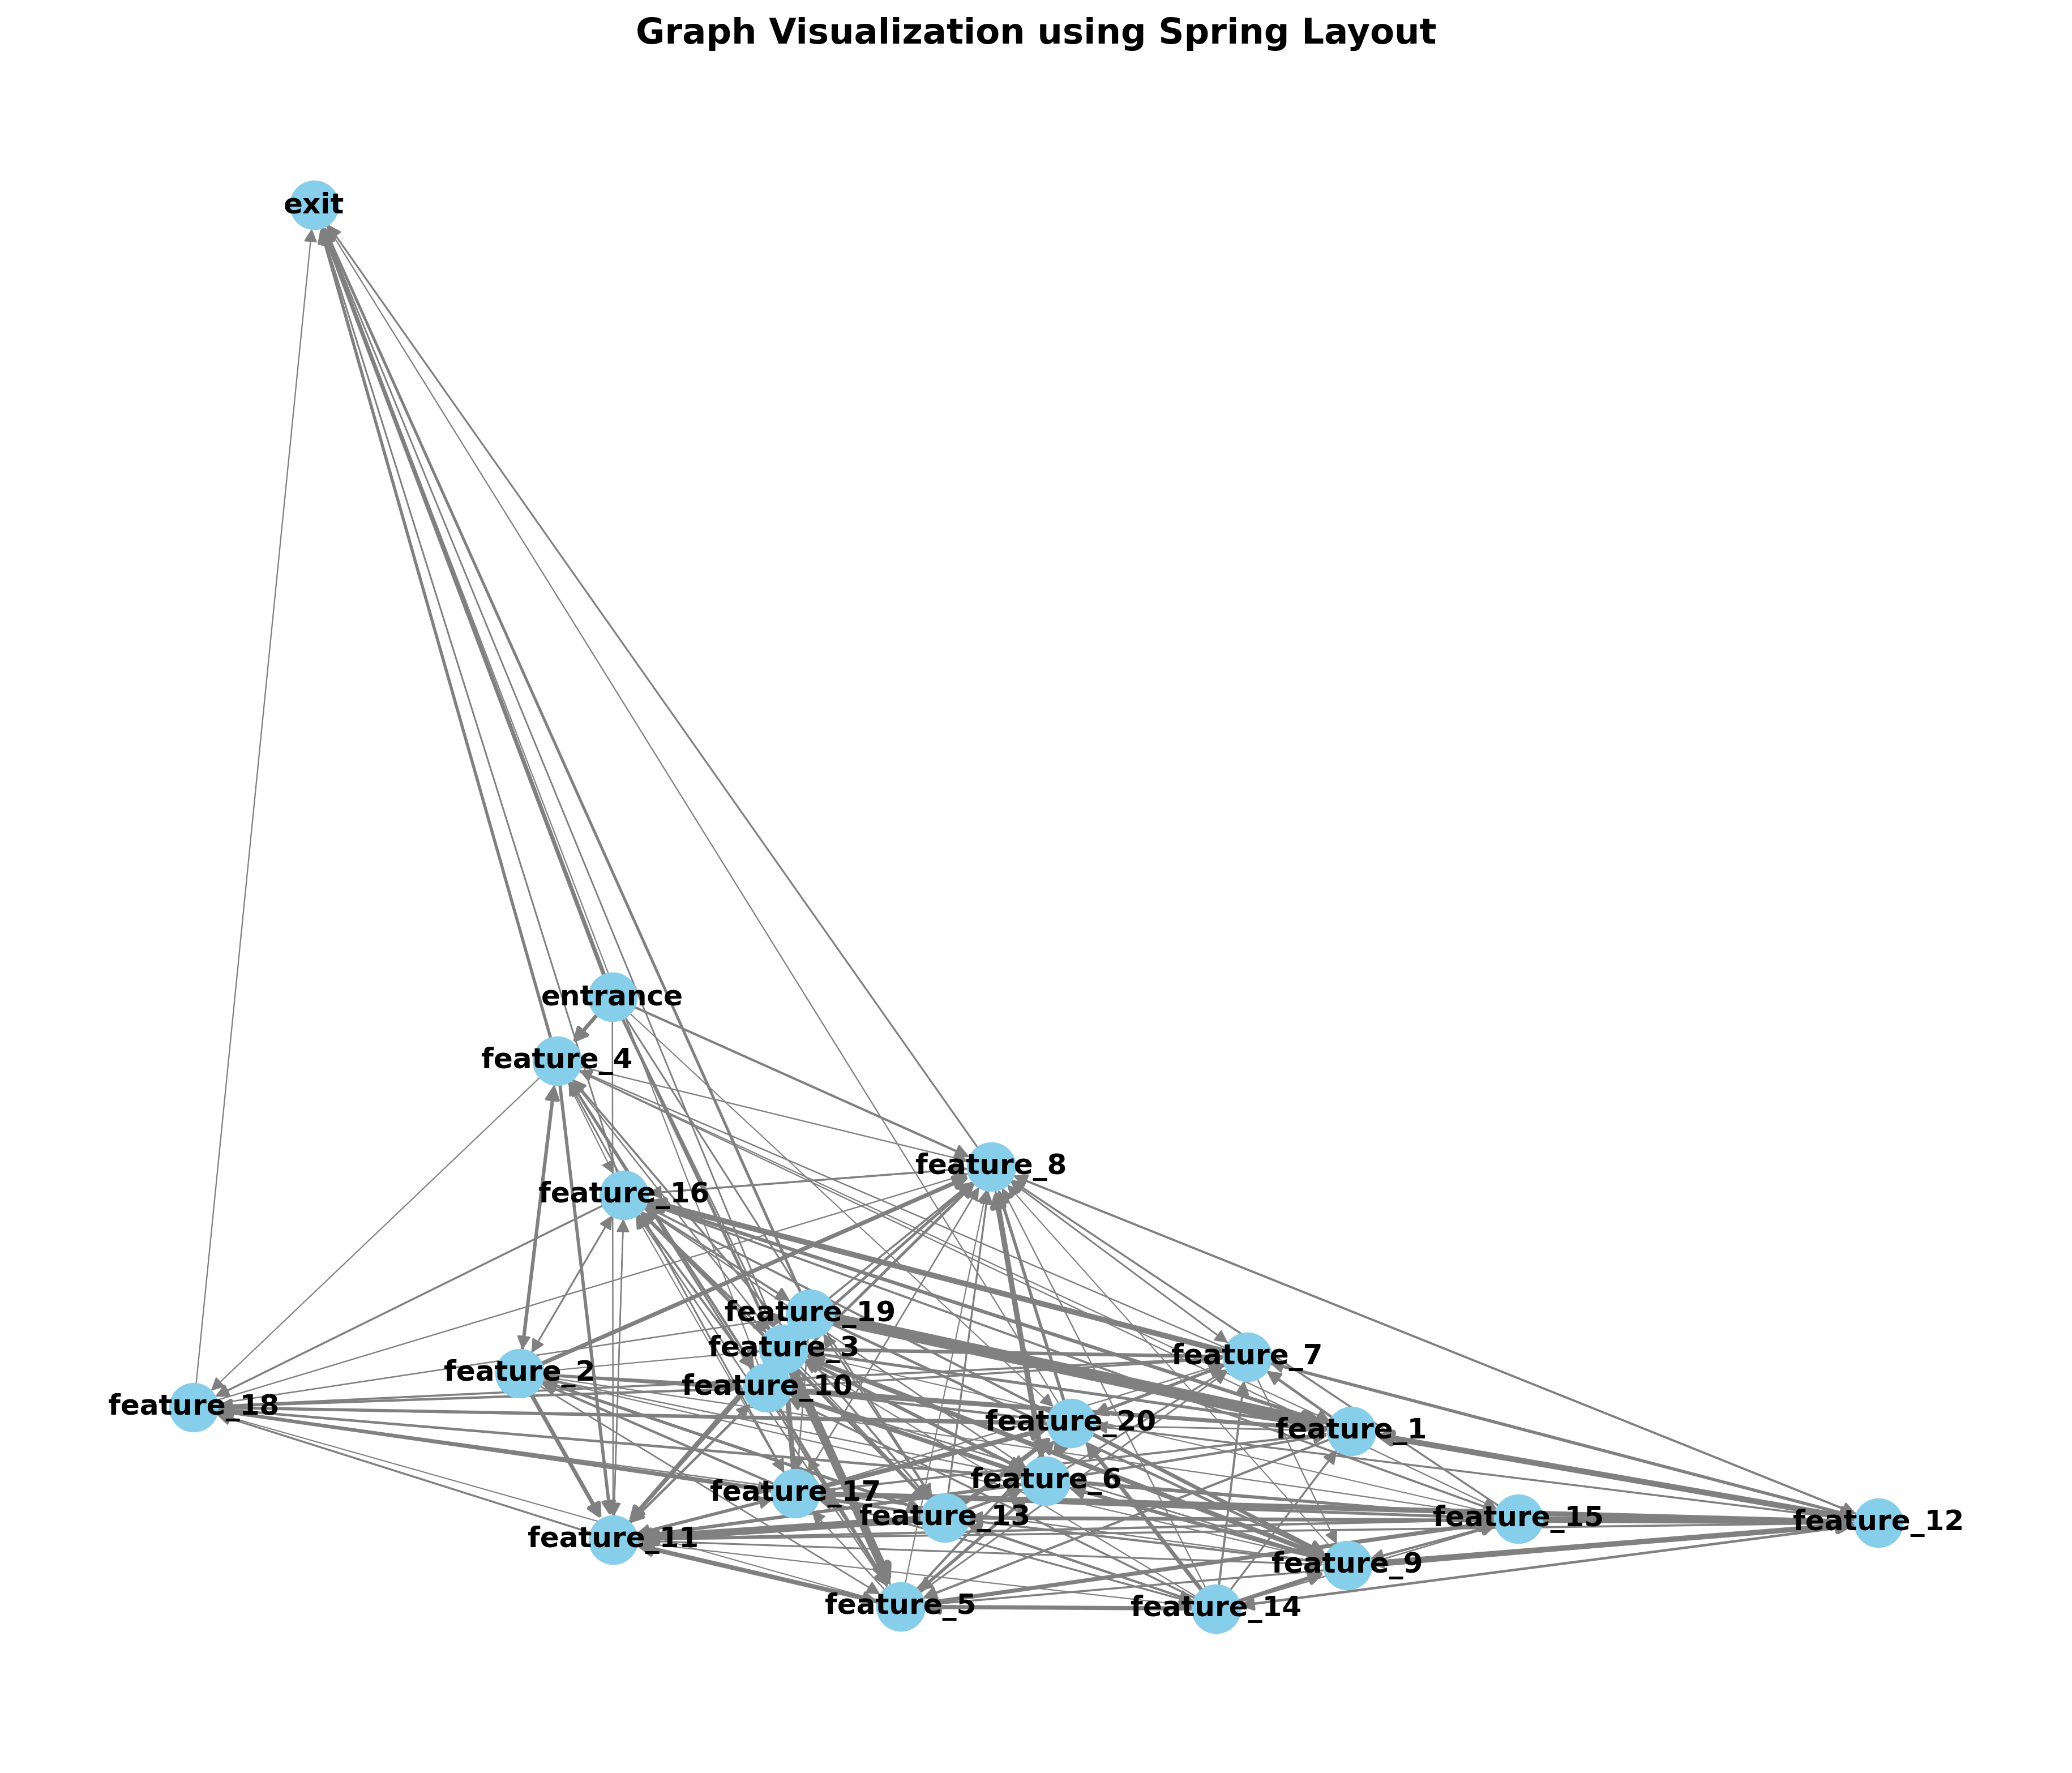 Graph Visualization using Spring Layout
exit
entrance
feature_4
feature_8
feature_16
feature_19
feature_3
feature_7
feature_2
feature_10
feature_18
feature_20
feature_1
feature_6
feature_17
feature_13
feature_15
feature_12
feature_11
feature_9
feature_5
feature_14